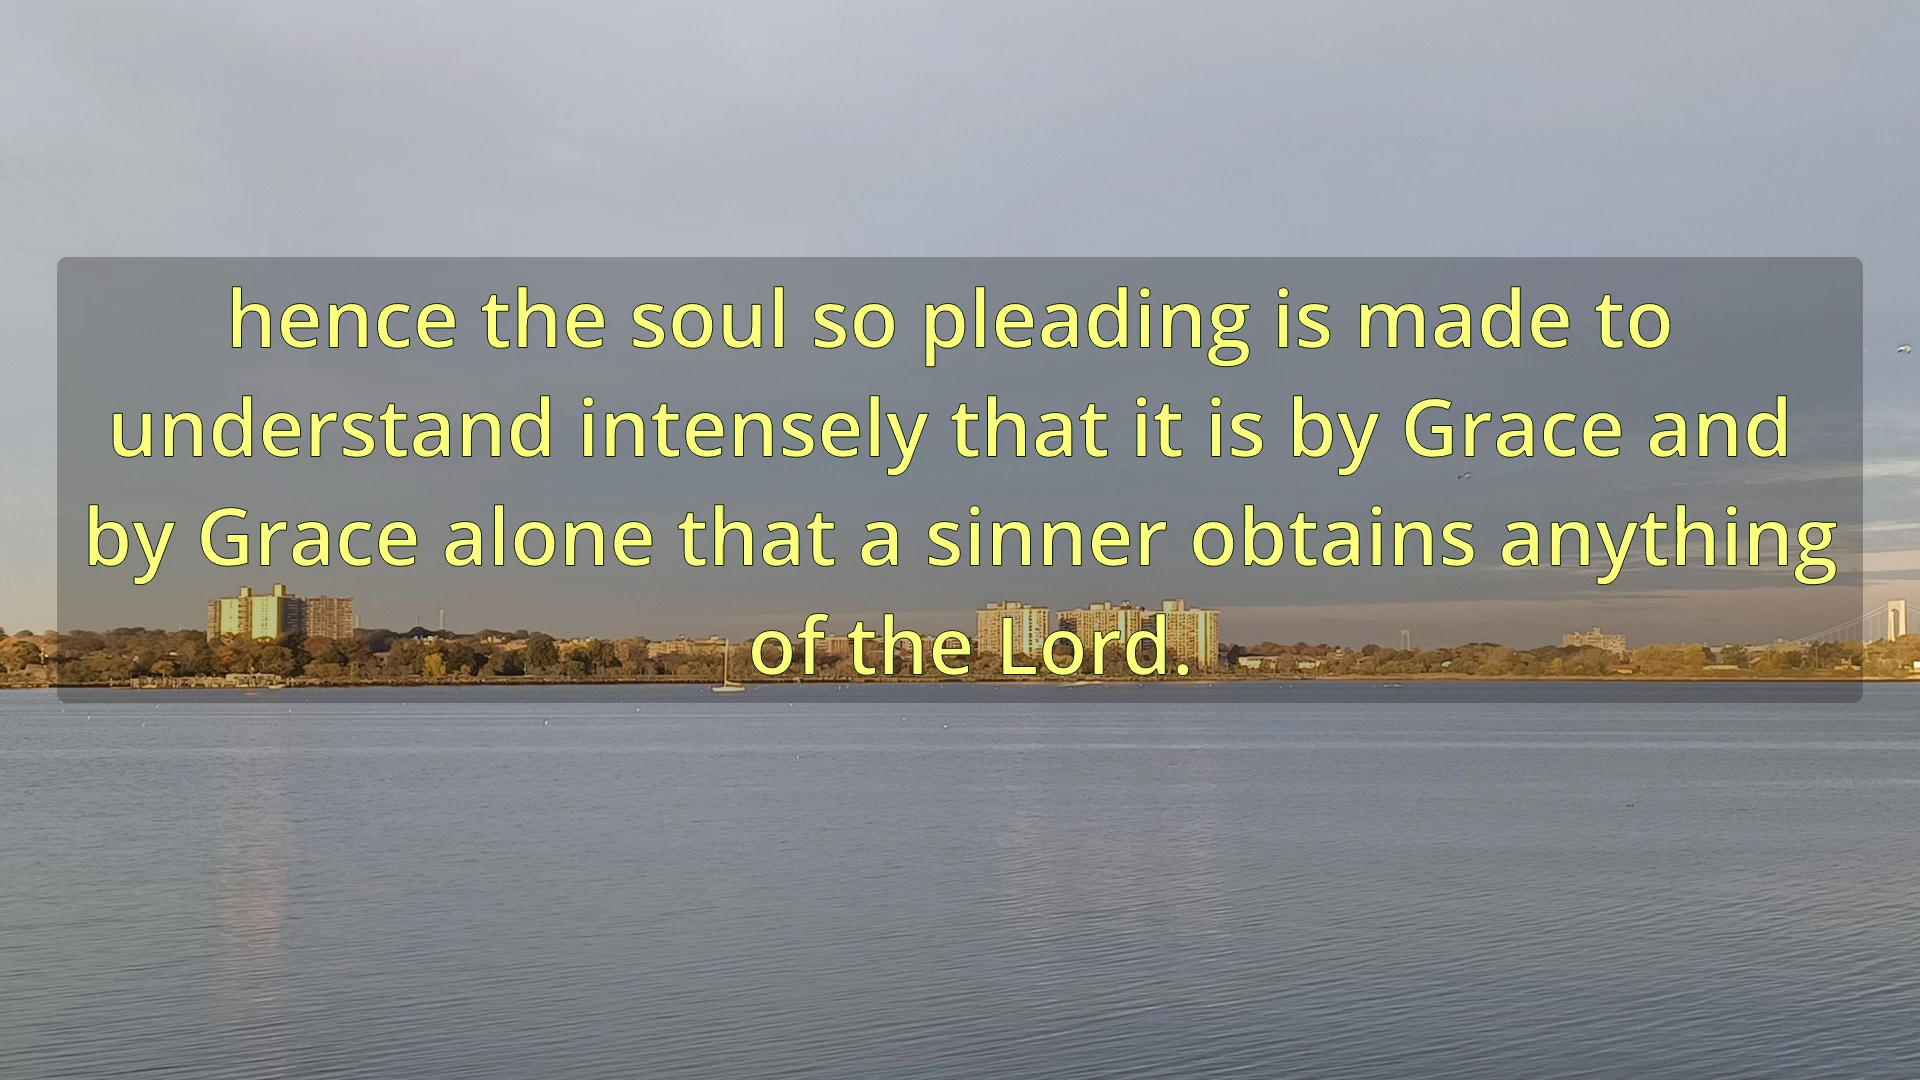 hence the soul so pleading is made to
understand intensely that it is by Grace and
by Grace alone that a sinner obtains anything
of the Lord.